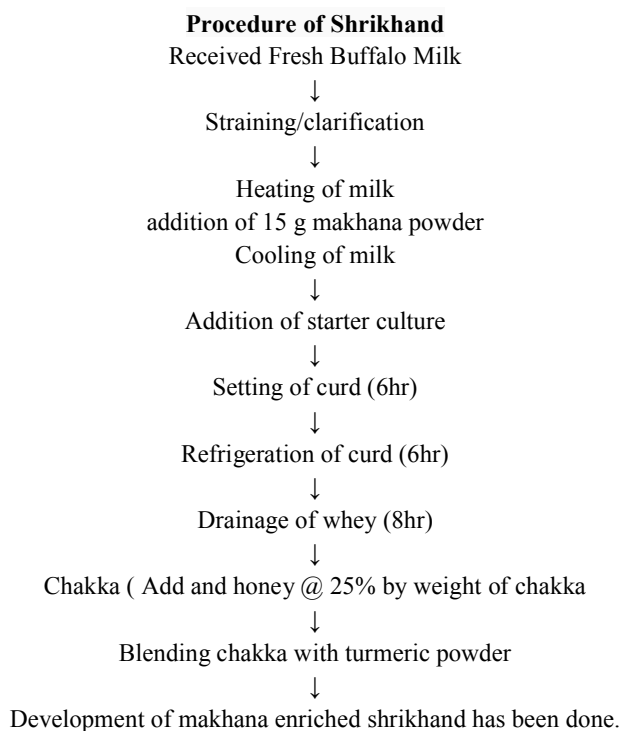 Procedure of Shrikhand
Received Fresh Buffalo Milk
↓
Straining/clarification
↓
Heating of milk
addition of 15 g makhana powder
Cooling of milk
↓
Addition of starter culture
↓
Setting of curd (6hr)
↓
Refrigeration of curd (6hr)
↓
Drainage of whey (8hr)
↓
Chakka ( Add and honey @ 25% by weight of chakka
↓
Blending chakka with turmeric powder
↓
Development of makhana enriched shrikhand has been done.